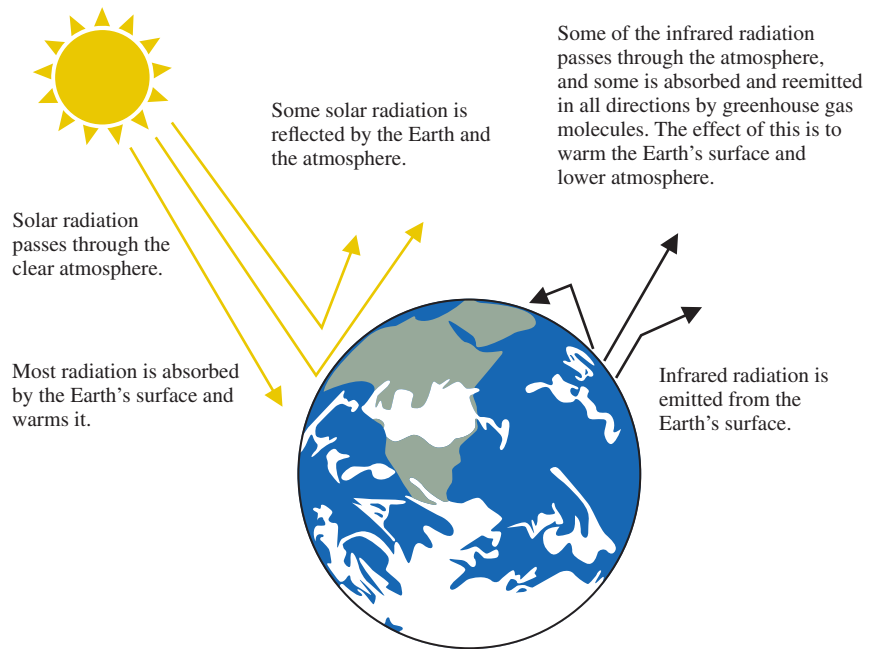 Some of the infrared radiation
passes through the atmosphere,
and some is absorbed and reemitted
in all directions by greenhouse gas
molecules. The effect of this is to
warm the Earth's surface and
lower atmosphere.
Some solar radiation is
reflected by the Earth and
the atmosphere.
Solar radiation
passes through the
clear atmosphere.
Most radiation is absorbed
by the Earth's surface and
warms it.
Infrared radiation is
emitted from the
Earth's surface.